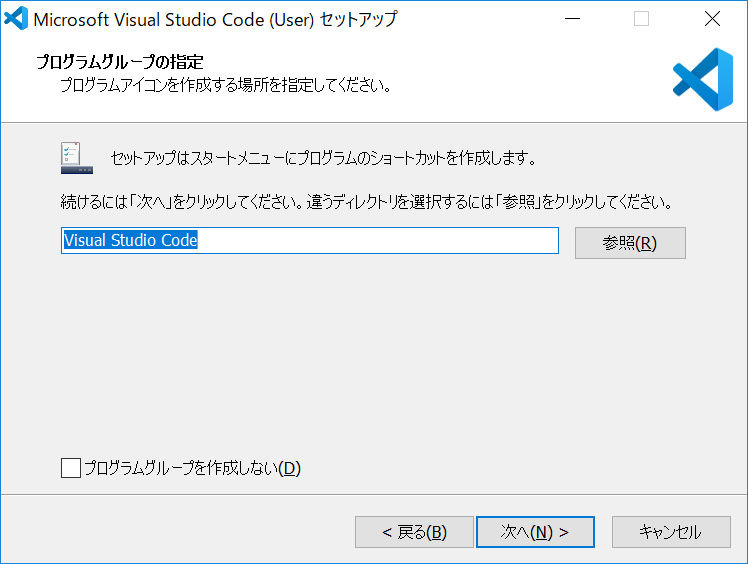 Microsoft Visual Studio Code (User) セットアップ
プログラムグループの指定
プログラムアイコンを作成する場所を指定してください。
セットアップはスタートメニューにプログラムのショートカットを作成します。
続けるには「次へ」をクリックしてください。違うディレクトリを選択するには「参照」をクリックしてください。
Visual Studio Code
参照(R)
プログラムグループを作成しない(D)
< 戻る(B)
次へ(N) >
キャンセル